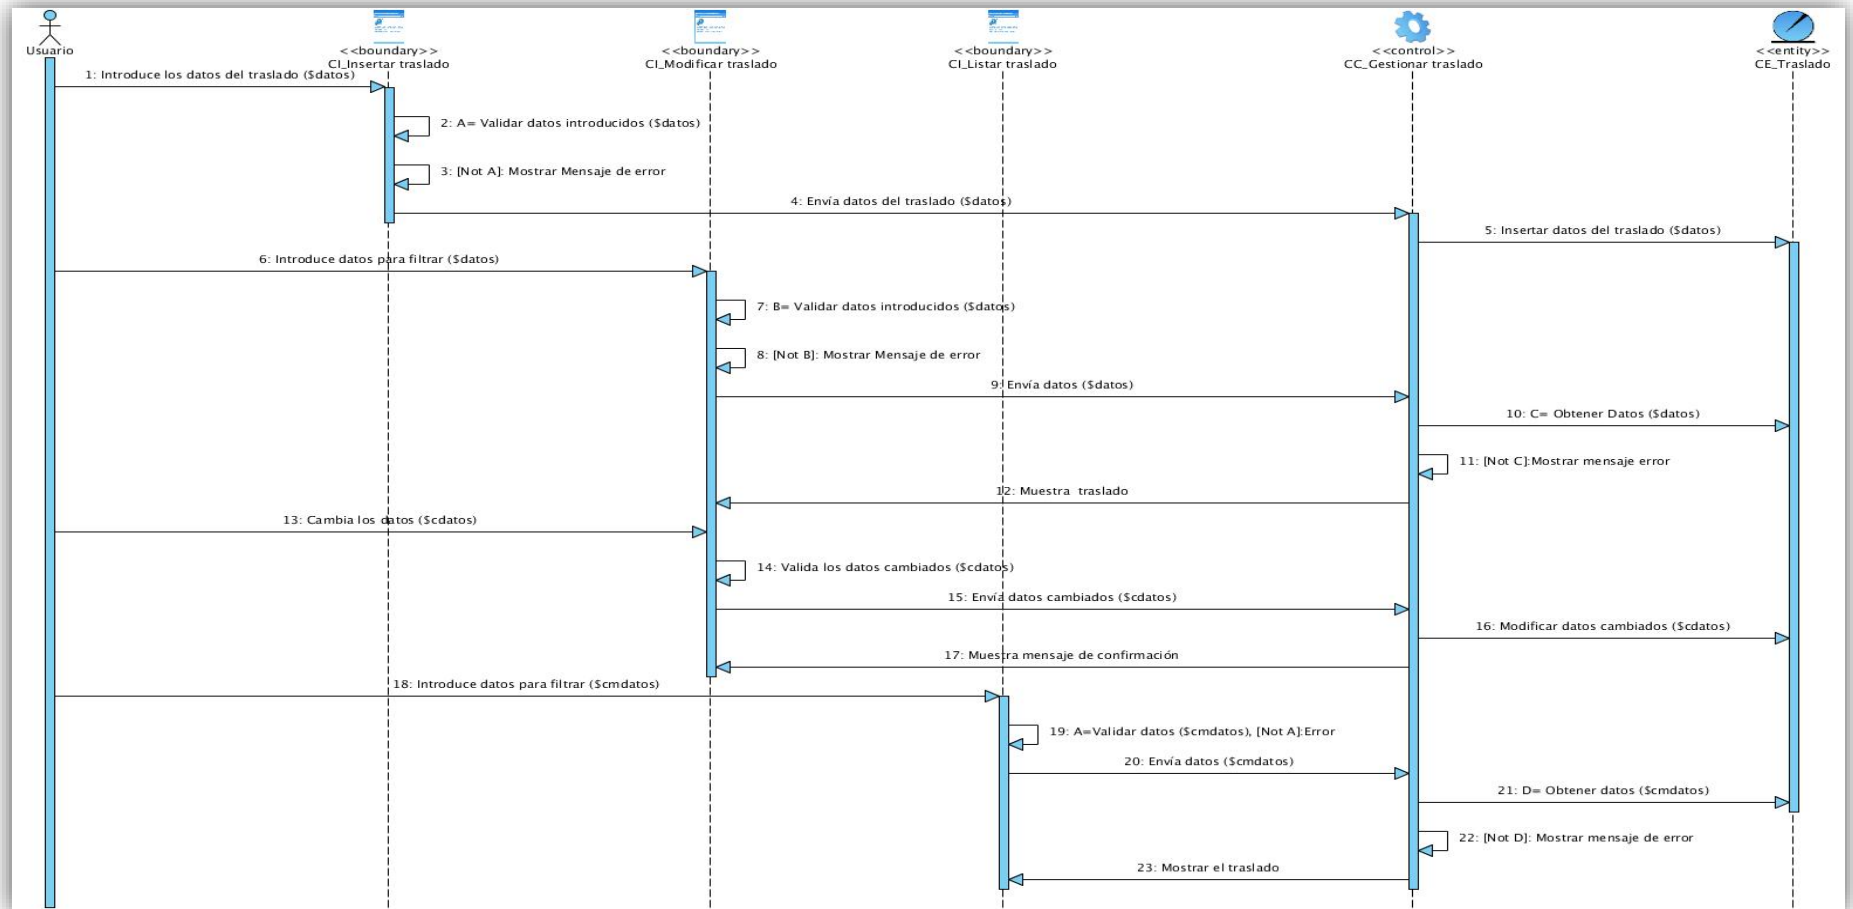 Usuario
<<boundary>>
CI_Insertar traslado
<<boundary>>
CI_Modificar traslado
<<boundary>>
CI_Listar traslado
<<control>>
CC_Gestionar traslado
<<entity>>
CE_Traslado
1: Introduce los datos del traslado ($datos)
2: A= Validar datos introducidos ($datos)
3: [Not A]: Mostrar Mensaje de error
4: Envía datos del traslado ($datos)
5: Insertar datos del traslado ($datos)
6: Introduce datos para filtrar ($datos)
7: B= Validar datos introducidos ($datos)
8: [Not B]: Mostrar Mensaje de error
9: Envía datos ($datos)
10: C= Obtener Datos ($datos)
11: [Not C]:Mostrar mensaje error
12: Muestra  traslado
13: Cambia los datos ($cdatos)
14: Valida los datos cambiados ($cdatos)
15: Envía datos cambiados ($cdatos)
16: Modificar datos cambiados ($cdatos)
17: Muestra mensaje de confirmación
18: Introduce datos para filtrar ($cmdatos)
19: A=Validar datos ($cmdatos), [Not A]:Error
20: Envía datos ($cmdatos)
21: D= Obtener datos ($cmdatos)
22: [Not D]: Mostrar mensaje de error
23: Mostrar el traslado